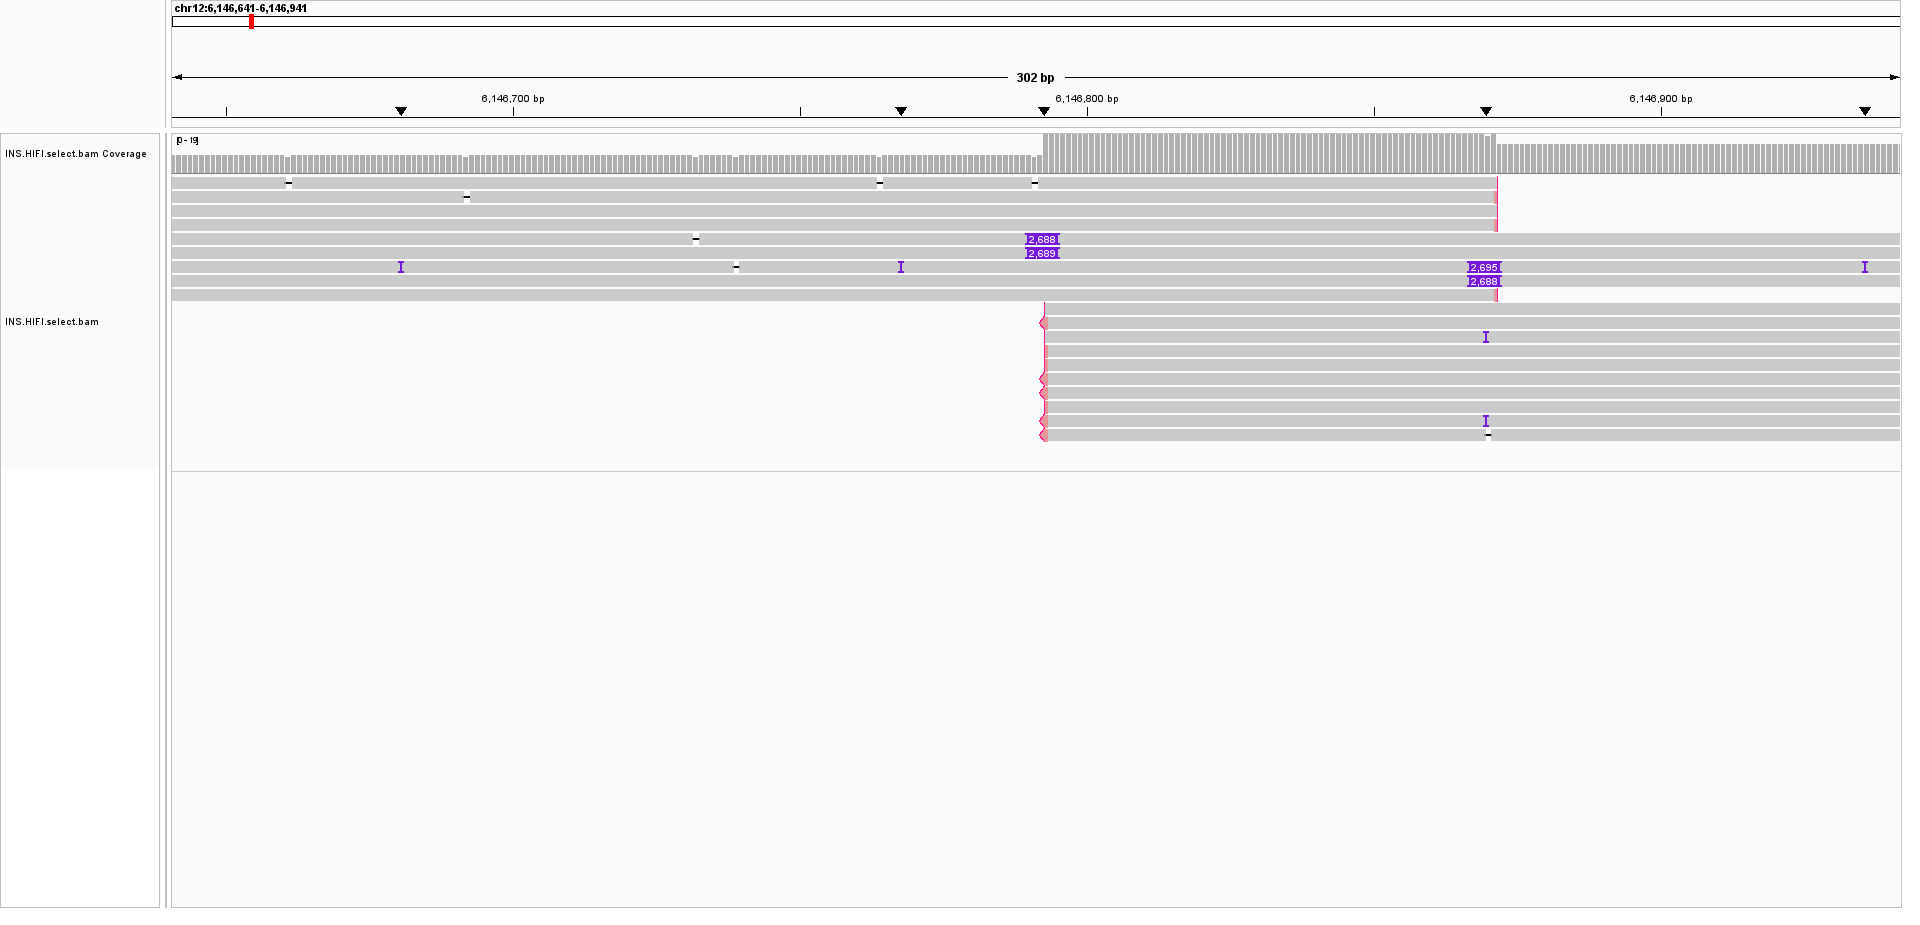 chr12:6,146,641-6,146,941
302 bp
6,146,700 bp
6,146,800 bp
6,146,900 bp
[0 - 19]
INS.HIFI.select.bam Coverage
2,688
2,689
2,695
2,688
INS.HIFI.select.bam